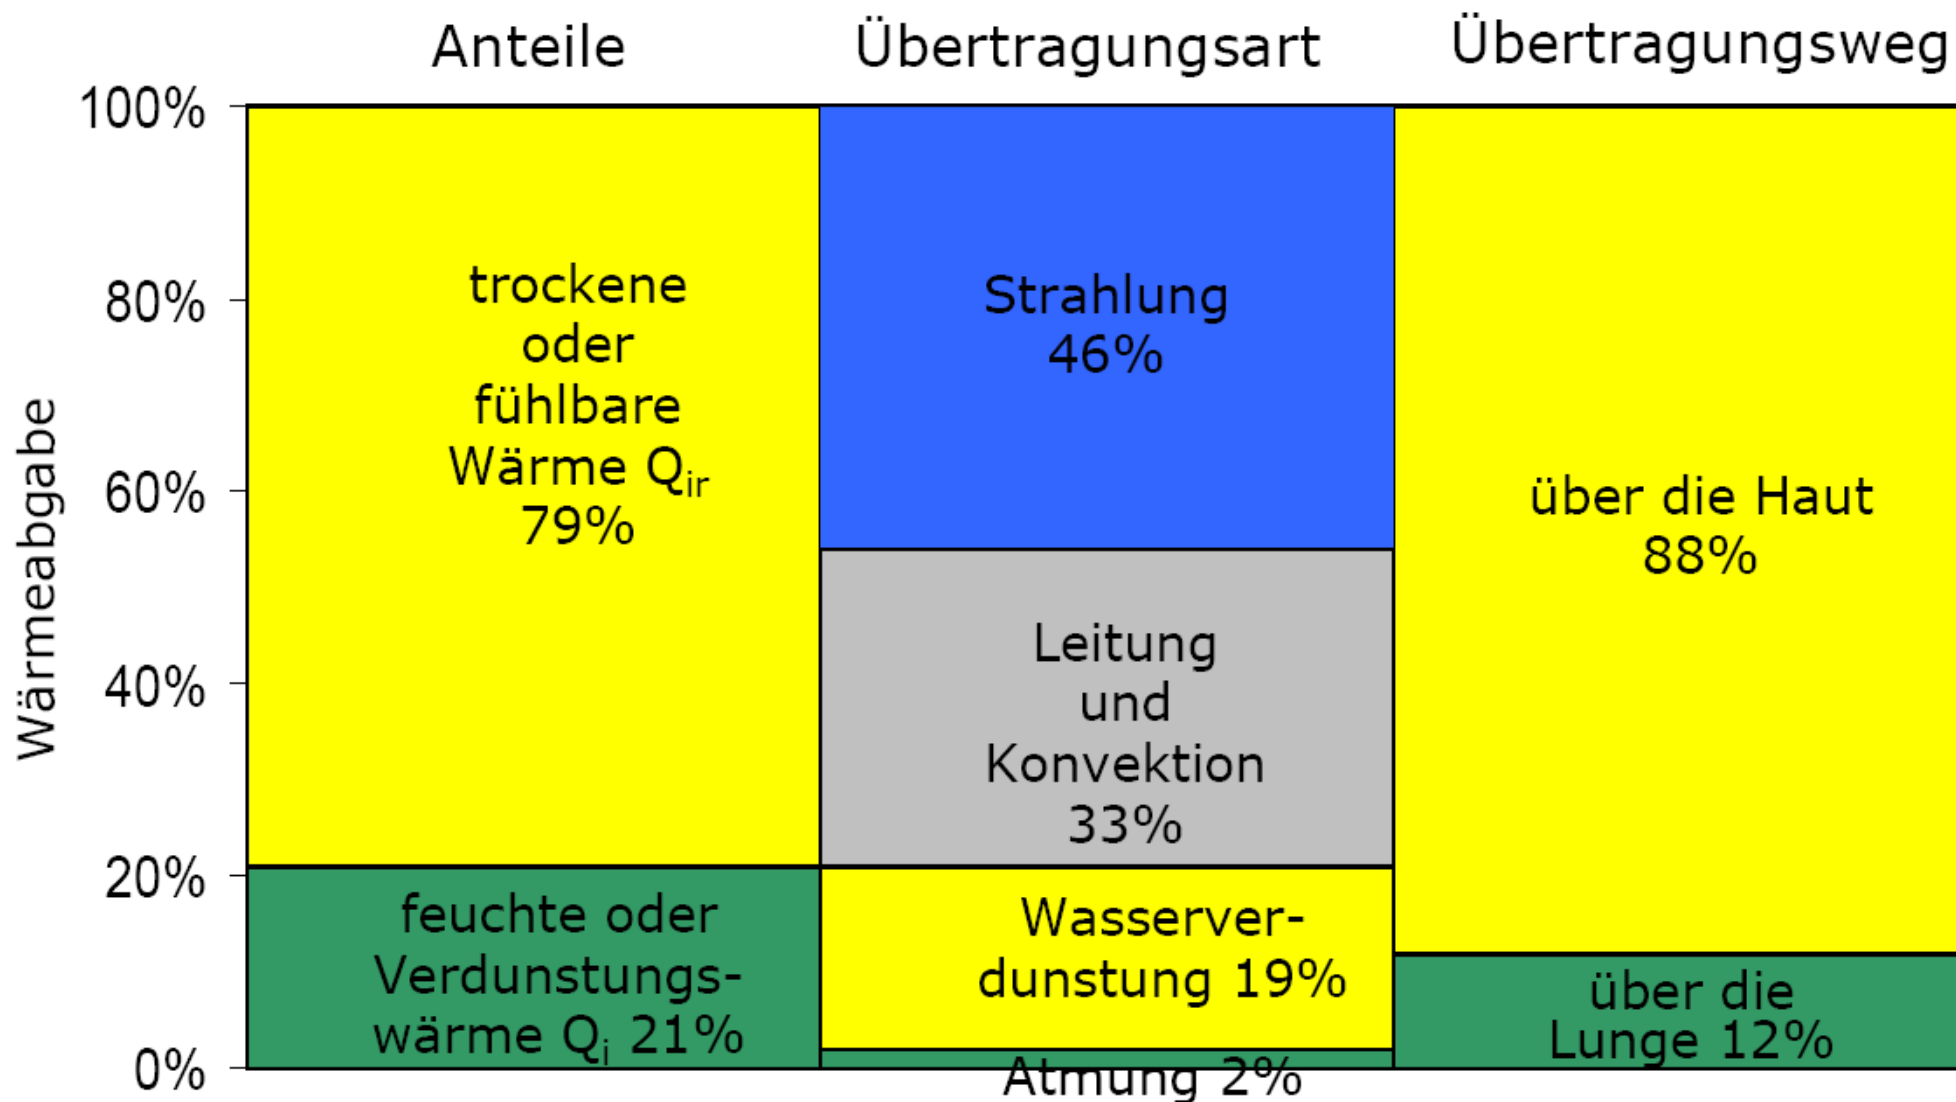 Anteile
Übertragungsart
Übertragungsweg
Wärmeabgabe
100%
80%
60%
40%
20%
0%
trockene
oder
fühlbare
Wärme Qir
79%
feuchte oder
Verdunstungs-
wärme Qi 21%
Strahlung
46%
Leitung
und
Konvektion
33%
Wasserver-
dunstung 19%
Atmung 2%
über die Haut
88%
über die
Lunge 12%